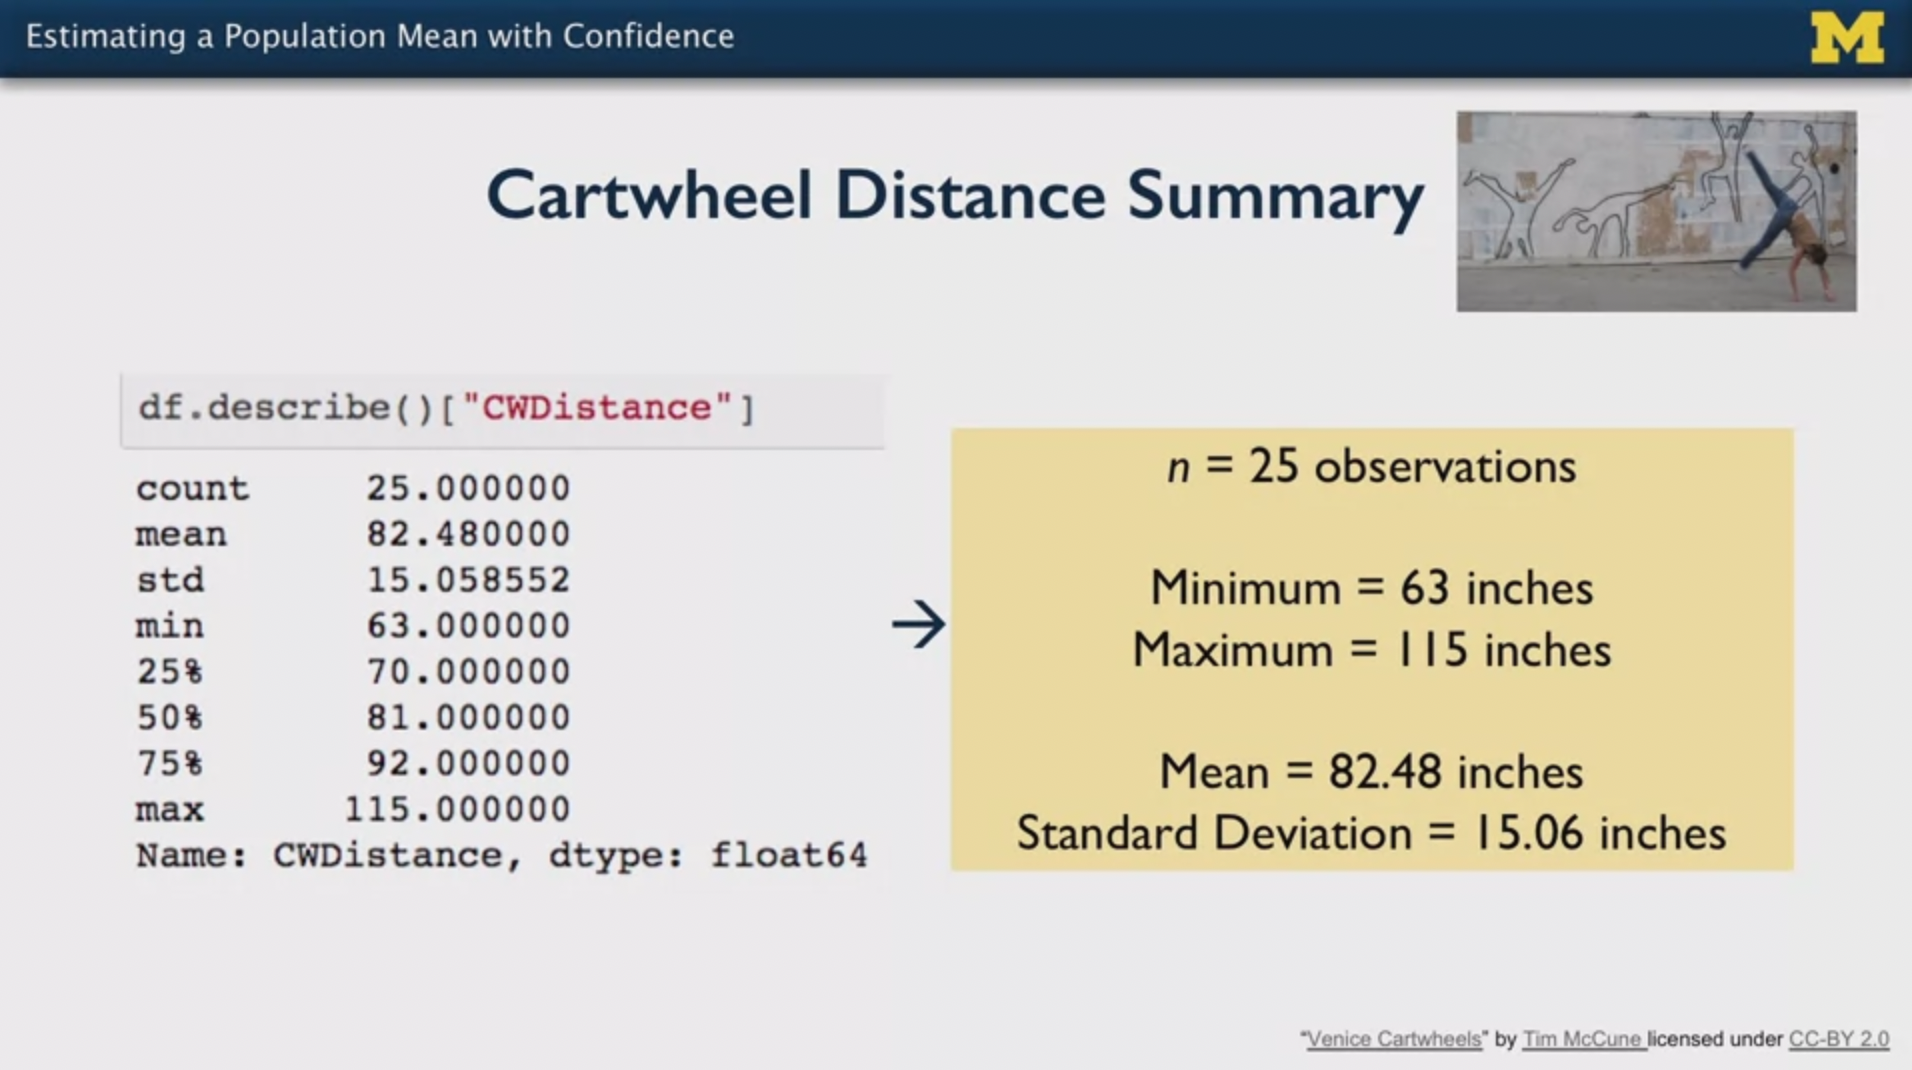 Estimating a Population Mean with Confidence
M
Cartwheel Distance Summary
df.describe()["CWDistance"]
count 25.000000
mean 82.480000
std 15.058552
min 63.000000
25% 70.000000
50% 81.000000
75% 92.000000
max 115.000000
Name: CWDistance, dtype: float64
→
n = 25 observations
Minimum = 63 inches
Maximum = 115 inches
Mean = 82.48 inches
Standard Deviation = 15.06 inches
“Venice Cartwheels” by Tim McCune licensed under CC-BY 2.0